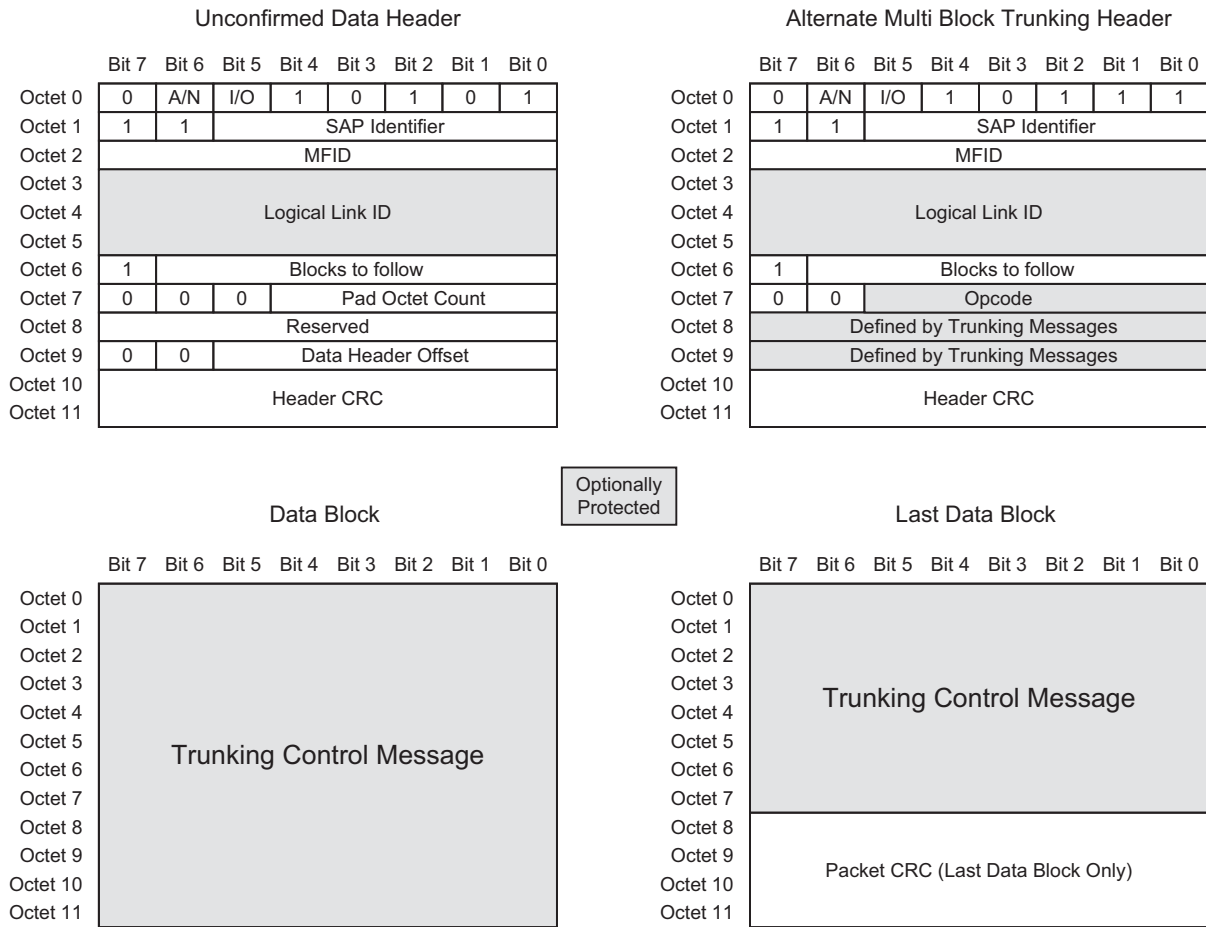 Unconfirmed Data Header
Bit 7 Bit 6 Bit 5 Bit 4 Bit 3 Bit 2 Bit 1 Bit 0
Octet 0 0 A/N I/O 1 0 1 0 1
Octet 1 1 1 SAP Identifier
Octet 2 MFID
Octet 3
Octet 4 Logical Link ID
Octet 5
Octet 6 1 Blocks to follow
Octet 7 0 0 0 Pad Octet Count
Octet 8 Reserved
Octet 9 0 0 Data Header Offset
Octet 10
Header CRC
Octet 11
Alternate Multi Block Trunking Header
Bit 7 Bit 6 Bit 5 Bit 4 Bit 3 Bit 2 Bit 1 Bit 0
Octet 0 0 A/N I/O 1 0 1 1 1
Octet 1 1 1 SAP Identifier
Octet 2 MFID
Octet 3
Octet 4 Logical Link ID
Octet 5
Octet 6 1 Blocks to follow
Octet 7 0 0 Opcode
Octet 8 Defined by Trunking Messages
Octet 9 Defined by Trunking Messages
Octet 10
Header CRC
Octet 11
Optionally
Protected
Data Block
Bit 7 Bit 6 Bit 5 Bit 4 Bit 3 Bit 2 Bit 1 Bit 0
Octet 0
Octet 1
Octet 2
Octet 3
Octet 4
Octet 5
Trunking Control Message
Octet 6
Octet 7
Octet 8
Octet 9
Octet 10
Octet 11
Last Data Block
Bit 7 Bit 6 Bit 5 Bit 4 Bit 3 Bit 2 Bit 1 Bit 0
Octet 0
Octet 1
Octet 2
Octet 3
Trunking Control Message
Octet 4
Octet 5
Octet 6
Octet 7
Octet 8
Octet 9
Packet CRC (Last Data Block Only)
Octet 10
Octet 11